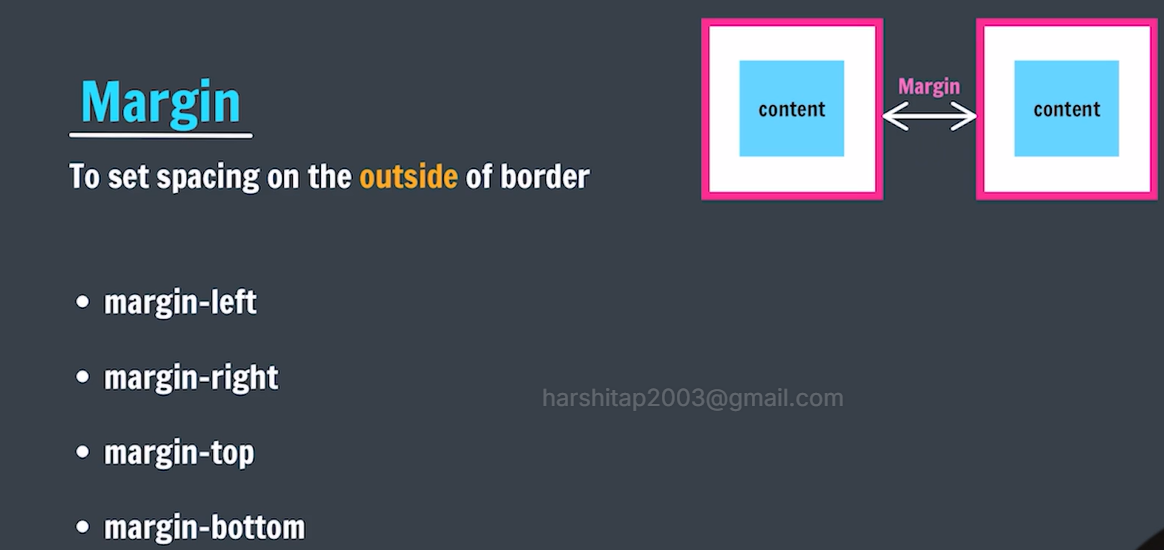 Margin
To set spacing on the outside of border
content
Margin
content
• margin-left
• margin-right
• margin-top
• margin-bottom
harshitap2003@gmail.com